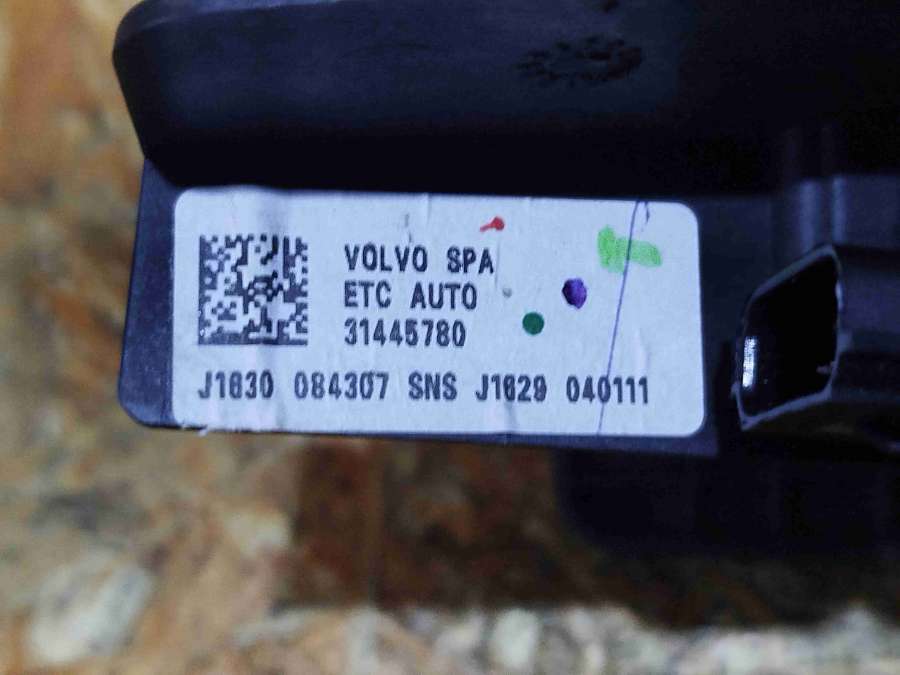 VOLVO SPA
ETC AUTO
31445780
J1630 084307 SNS J1629 040111